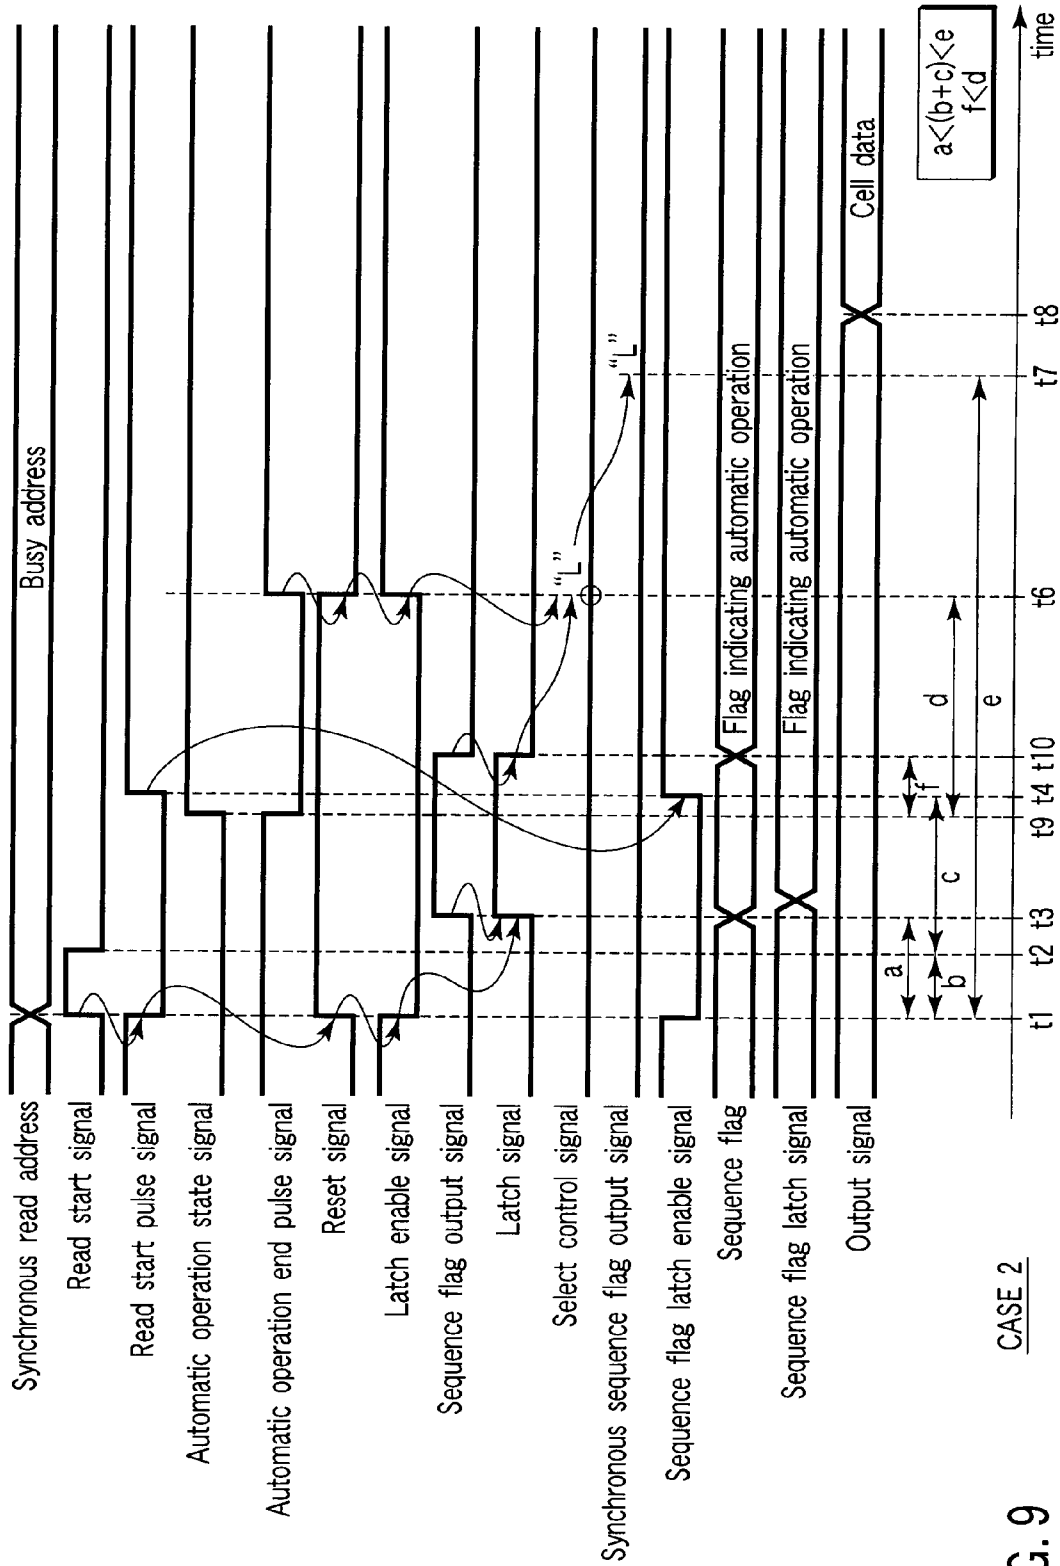 Synchronous read address
Busy address
Read start signal
Read start pulse signal
Automatic operation state signal
Automatic operation end pulse signal
Reset signal
Latch enable signal
Sequence flag output signal
Latch signal
Select control signal
"L"
Synchronous sequence flag output signal
"L"
Sequence flag latch enable signal
Sequence flag
Flag indicating automatic operation
Sequence flag latch signal
Flag indicating automatic operation
Output signal
Cell data
a
b
c
d
e
f
a<(b+c)<e
f<d
t1 t2 t3 t9 t4 t10 t6 t7 t8 time
CASE 2
G. 9